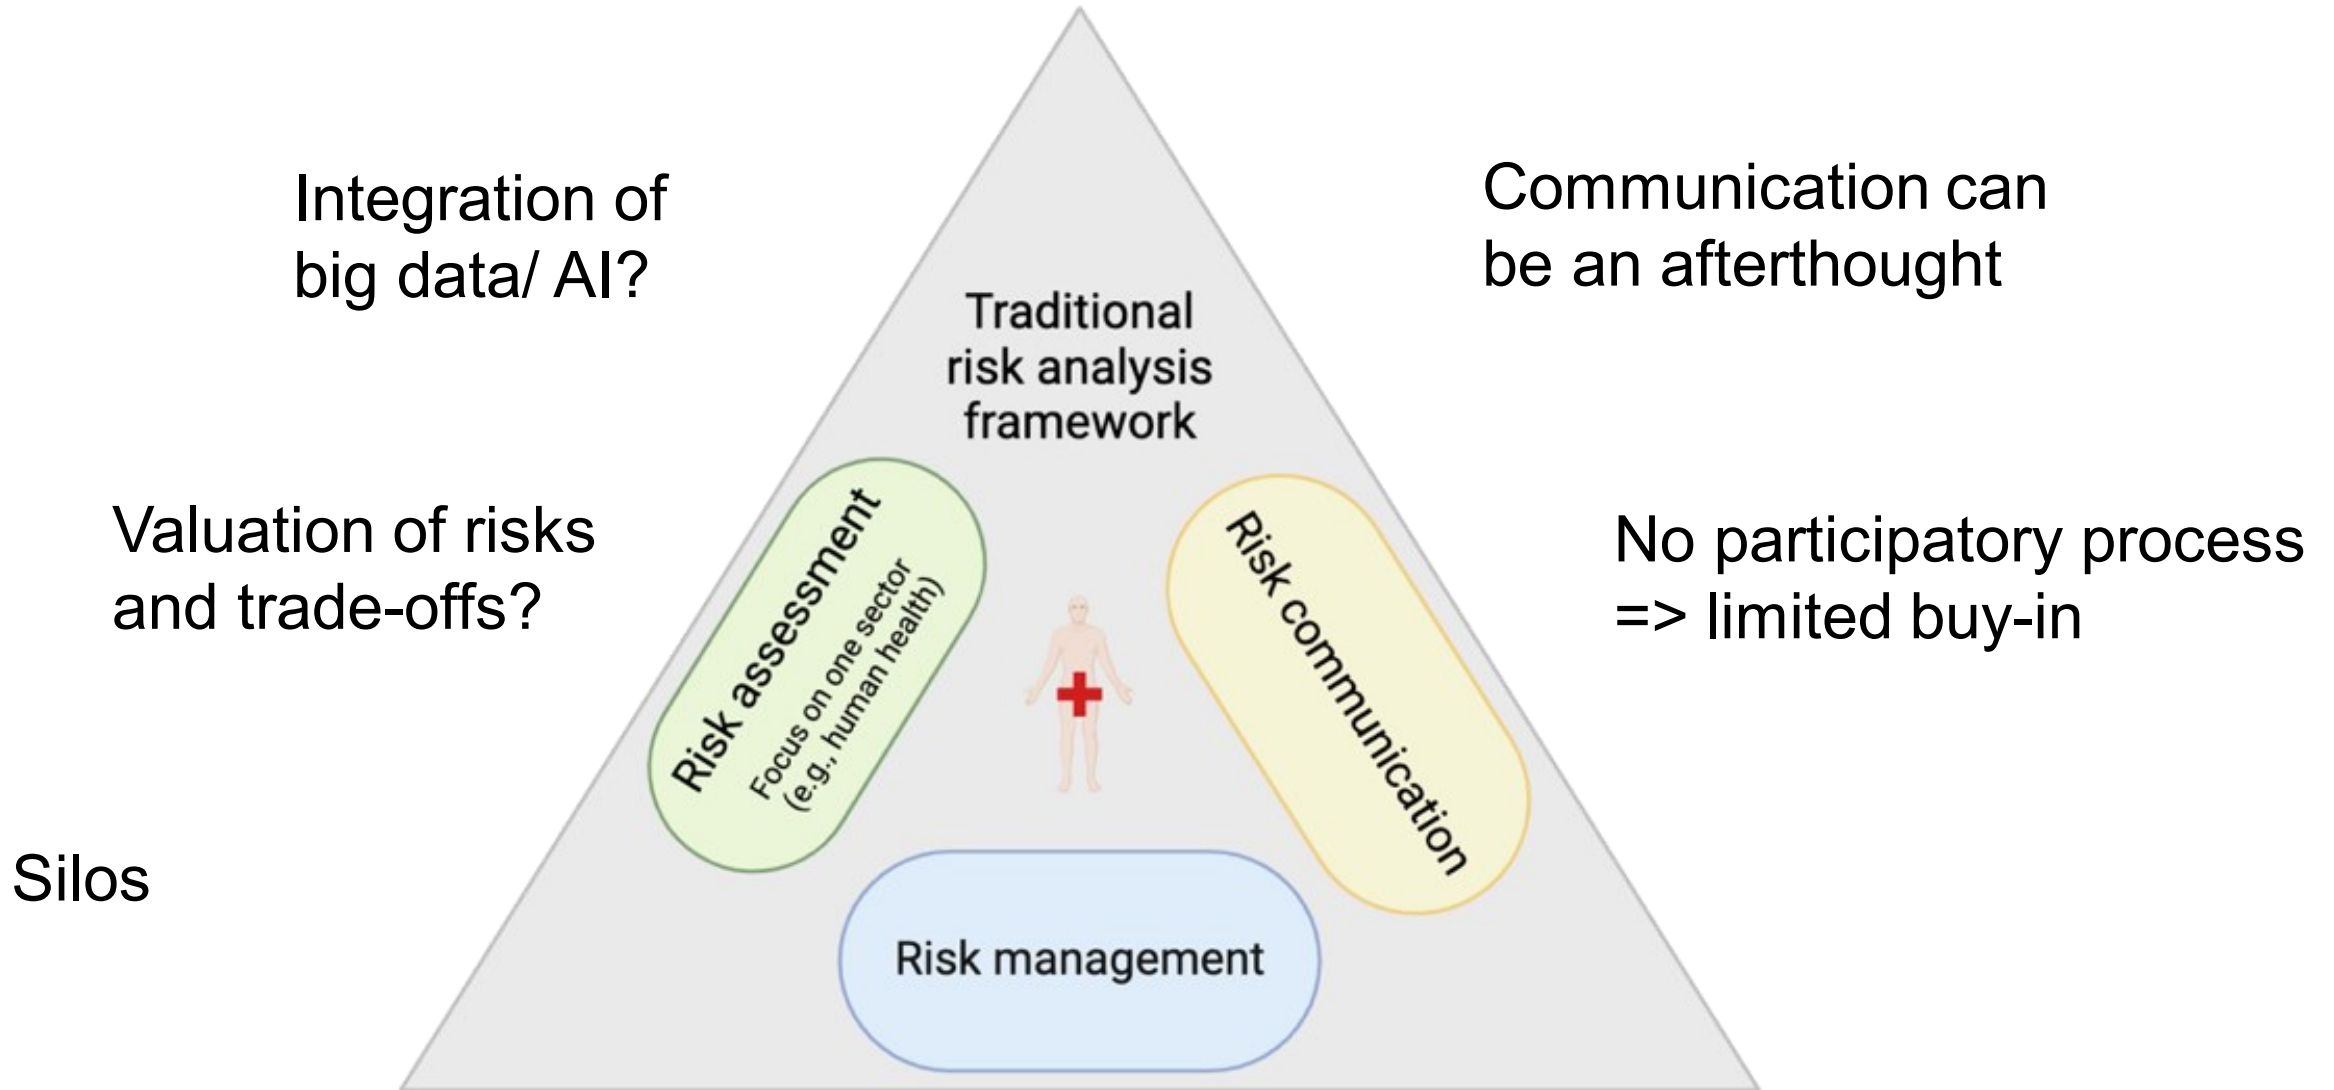 Integration of
big data/ AI?
Communication can
be an afterthought
Traditional
risk analysis
framework
Valuation of risks
and trade-offs?
Risk assessment
Focus on one sector
(e.g., human health)
Risk communication
No participatory process
=> limited buy-in
Silos
Risk management